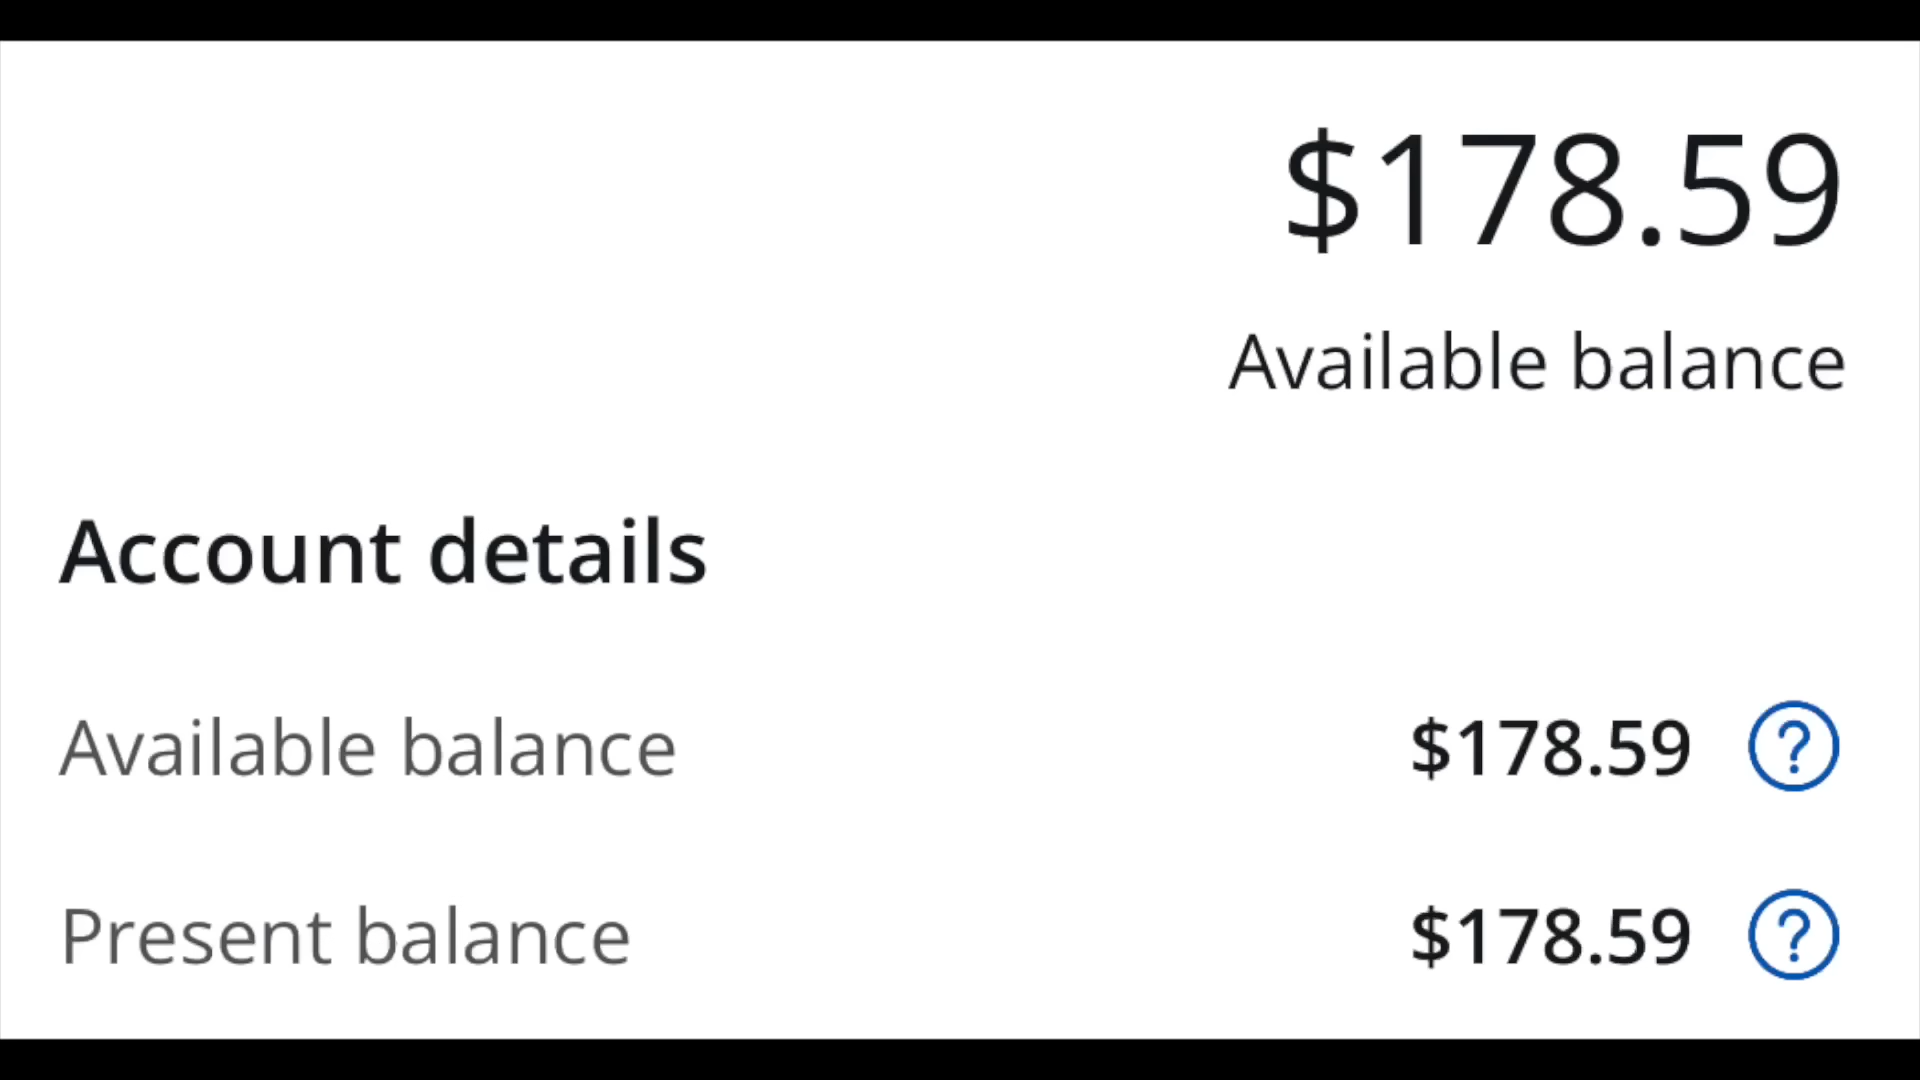 $178.59
Available balance
Account details
Available balance $178.59 ?
Present balance $178.59 ?